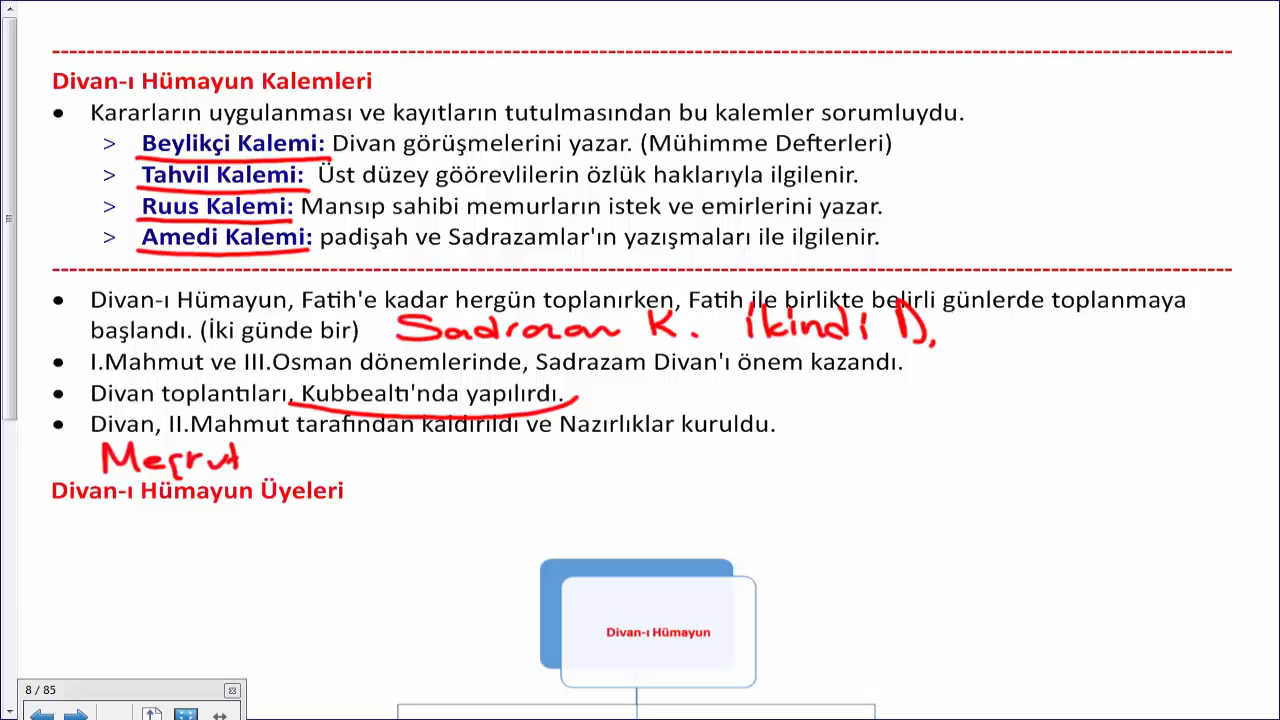 Divan-ı Hümayun Kalemleri
• Kararların uygulanması ve kayıtların tutulmasından bu kalemler sorumluydu.
> Beylikçi Kalemi: Divan görüşmelerini yazar. (Mühimme Defterleri)
> Tahvil Kalemi: Üst düzey göörevlilerin özlük haklarıyla ilgilenir.
> Ruus Kalemi: Mansıp sahibi memurların istek ve emirlerini yazar.
> Amedi Kalemi: padişah ve Sadrazamlar'ın yazışmaları ile ilgilenir.
• Divan-ı Hümayun, Fatih'e kadar hergün toplanırken, Fatih ile birlikte belirli günlerde toplanmaya
başlandı. (İki günde bir) Sadrazam K. İkindi D.
• I.Mahmut ve III.Osman dönemlerinde, Sadrazam Divan'ı önem kazandı.
• Divan toplantıları, Kubbealtı'nda yapılırdı.
• Divan, II.Mahmut tarafından kaldırıldı ve Nazırlıklar kuruldu.
Meşrut
Divan-ı Hümayun Üyeleri
Divan-ı Hümayun
8 / 85